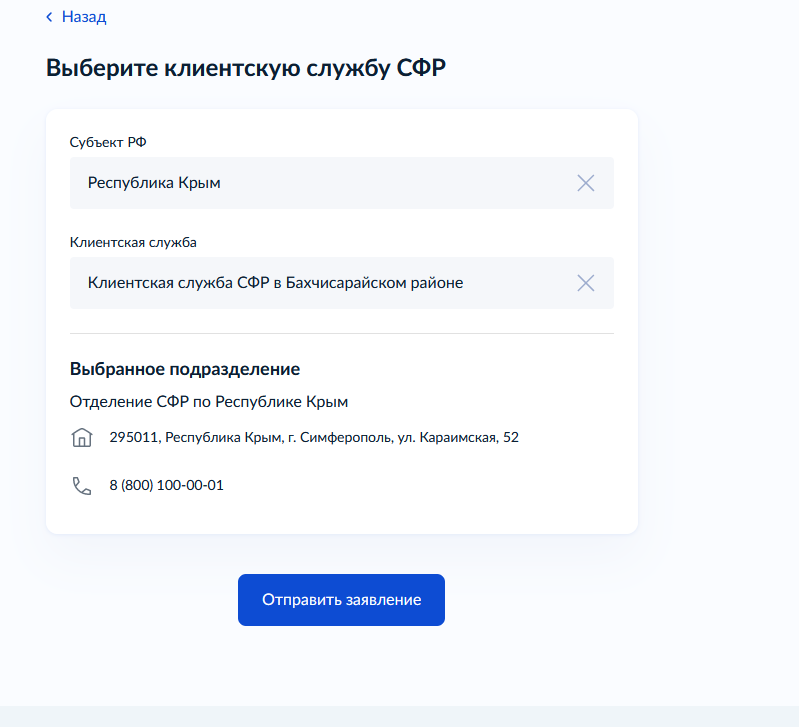 Назад
Выберите клиентскую службу СФР
Субъект РФ
Республика Крым
Клиентская служба
Клиентская служба СФР в Бахчисарайском районе
Выбранное подразделение
Отделение СФР по Республике Крым
295011, Республика Крым, г. Симферополь, ул. Караимская, 52
8 (800) 100-00-01
Отправить заявление